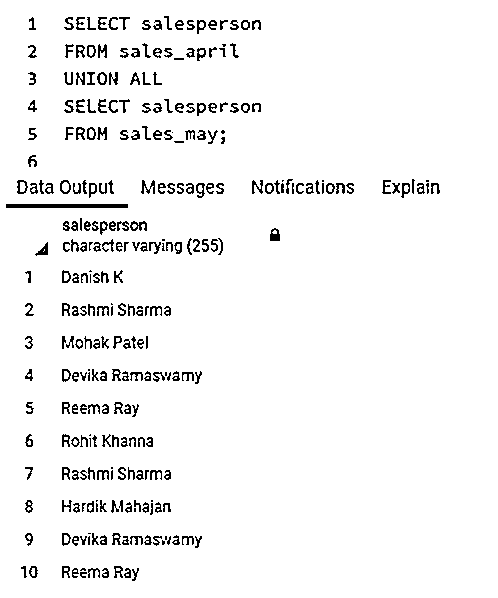 1 SELECT salesperson
2 FROM sales_april
3 UNION ALL
4 SELECT salesperson
5 FROM sales_may;
6
Data Output Messages Notifications Explain
salesperson
character varying (255)
1 Danish K
2 Rashmi Sharma
3 Mohak Patel
4 Devika Ramaswamy
5 Reema Ray
6 Rohit Khanna
7 Rashmi Sharma
8 Hardik Mahajan
9 Devika Ramaswamy
10 Reema Ray